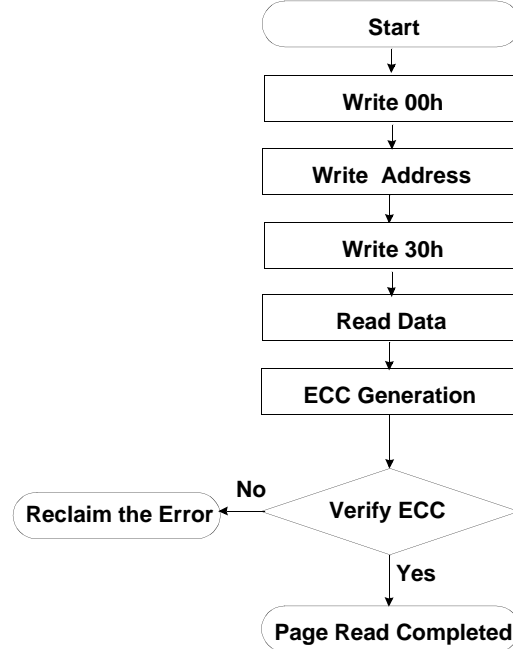 Start
Write 00h
Write Address
Write 30h
Read Data
ECC Generation
No
Reclaim the Error
Verify ECC
Yes
Page Read Completed